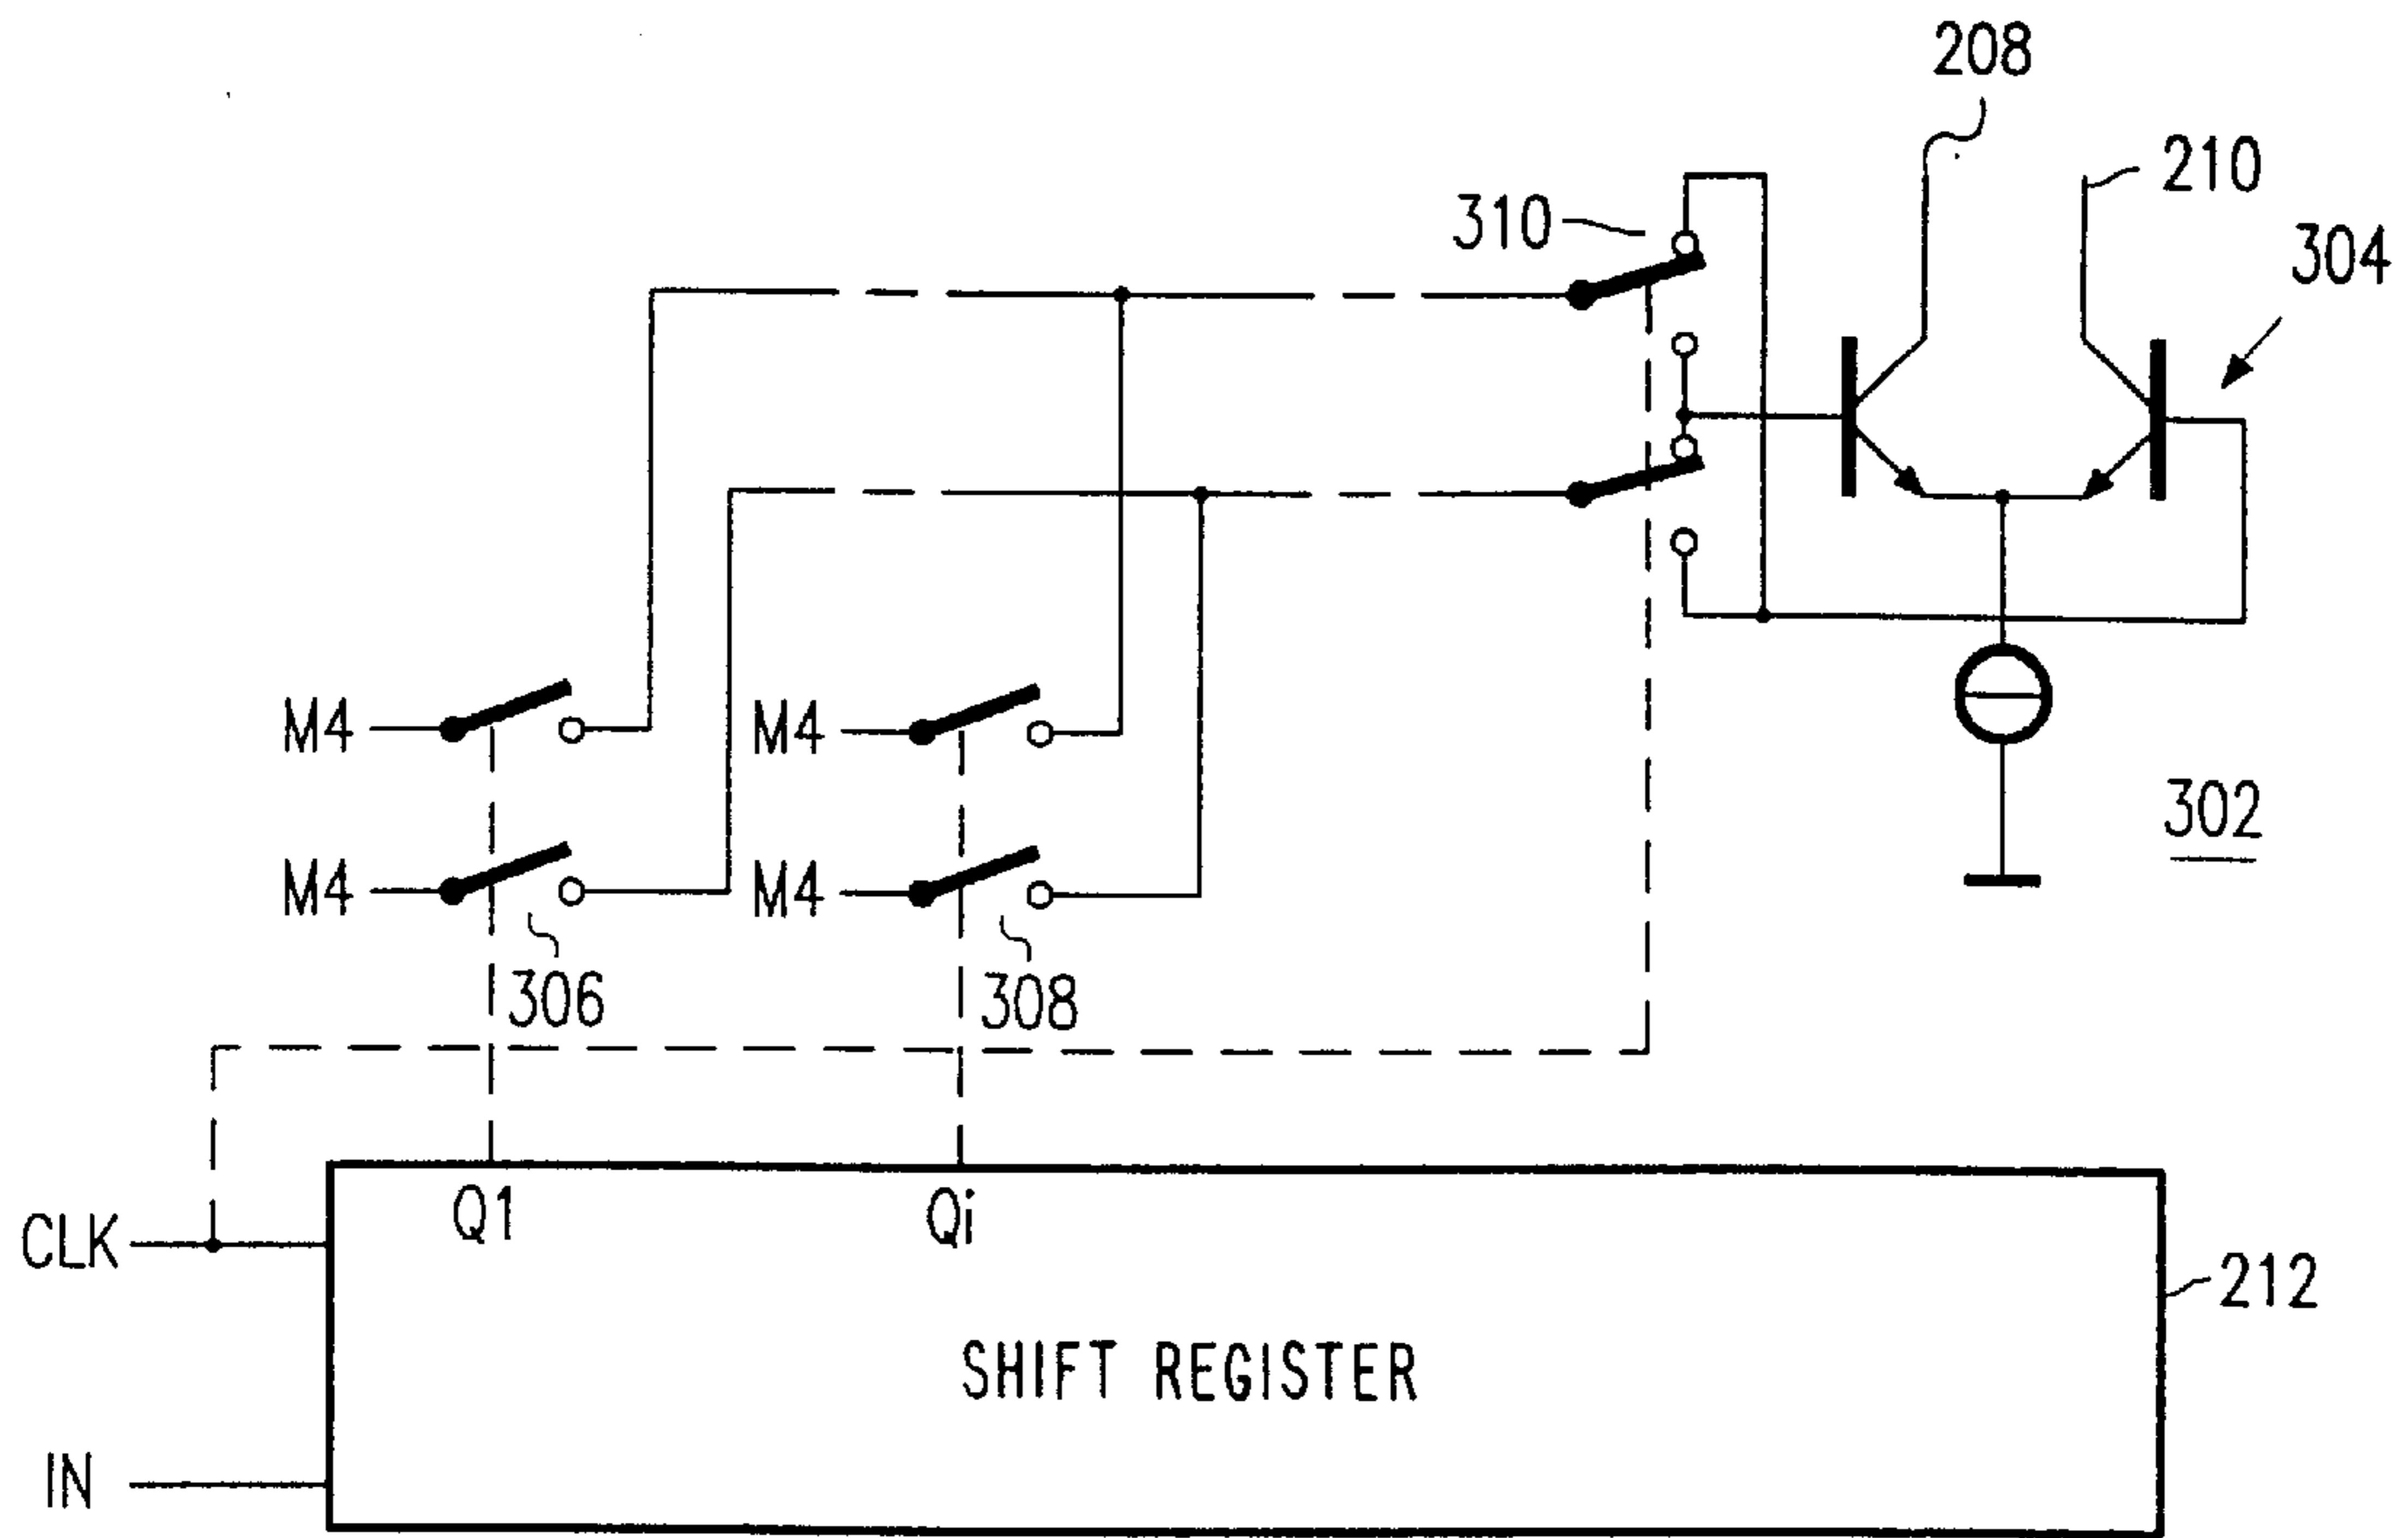 208
210
310
304
M4
M4
302
M4
M4
306
308
Q1
Qi
CLK
212
SHIFT REGISTER
IN